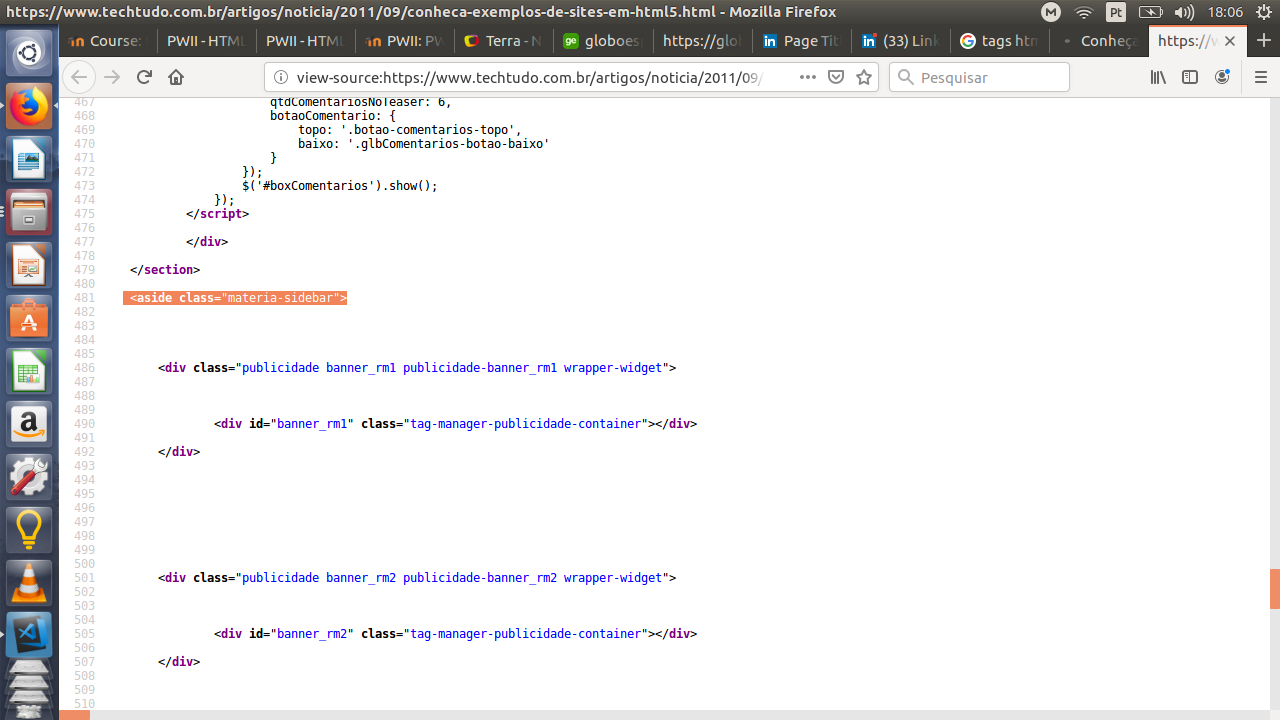 https://www.techtudo.com.br/artigos/noticia/2011/09/conheca-exemplos-de-sites-em-html5.html - Mozilla Firefox
Pt
18:06
Course:
PWII - HTML
PWII - HTML
PWII: PW
Terra - N
globoesp
https://glo
Page Tit
(33) Link
tags htm
Conheça
https://w
view-source:https://www.techtudo.com.br/artigos/noticia/2011/09/
Pesquisar
467 qtdComentariosNoTeaser: 6,
468 botaoComentario: {
469 topo: '.botao-comentarios-topo',
470 baixo: '.glbComentarios-botao-baixo'
471 }
472 });
473 $('#boxComentarios').show();
474 });
475 </script>
476
477 </div>
478
479 </section>
480
481 <aside class="materia-sidebar">
482
483
484
485
486 <div class="publicidade banner_rm1 publicidade-banner_rm1 wrapper-widget">
487
488
489
490 <div id="banner_rm1" class="tag-manager-publicidade-container"></div>
491
492 </div>
493
494
495
496
497
498
499
500
501 <div class="publicidade banner_rm2 publicidade-banner_rm2 wrapper-widget">
502
503
504
505 <div id="banner_rm2" class="tag-manager-publicidade-container"></div>
506
507 </div>
508
509
510